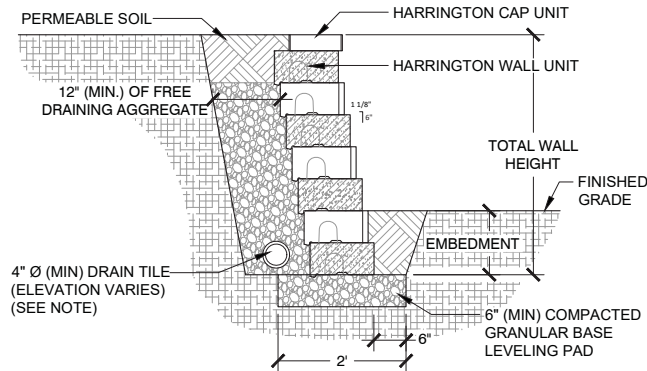 PERMEABLE SOIL
HARRINGTON CAP UNIT
HARRINGTON WALL UNIT
12" (MIN.) OF FREE
DRAINING AGGREGATE
1 1/8"
6"
TOTAL WALL
HEIGHT
FINISHED
GRADE
EMBEDMENT
4" Ø (MIN) DRAIN TILE
(ELEVATION VARIES)
(SEE NOTE)
6"
6" (MIN) COMPACTED
GRANULAR BASE
LEVELING PAD
2'